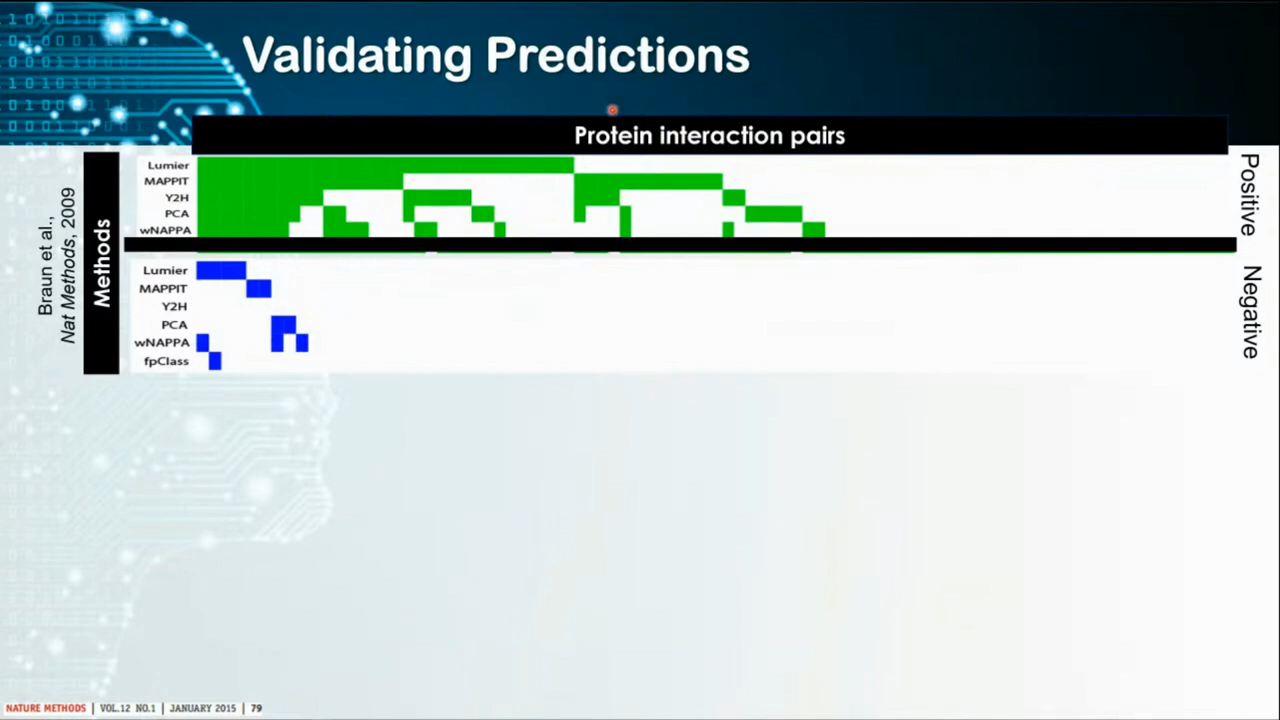 Validating Predictions
Protein interaction pairs
Braun et al.,
Nat Methods, 2009
Methods
Lumier
MAPPIT
Y2H
PCA
wNAPPA
Positive
Lumier
MAPPIT
Y2H
PCA
wNAPPA
fpClass
Negative
NATURE METHODS | VOL.12 NO.1 | JANUARY 2015 | 79